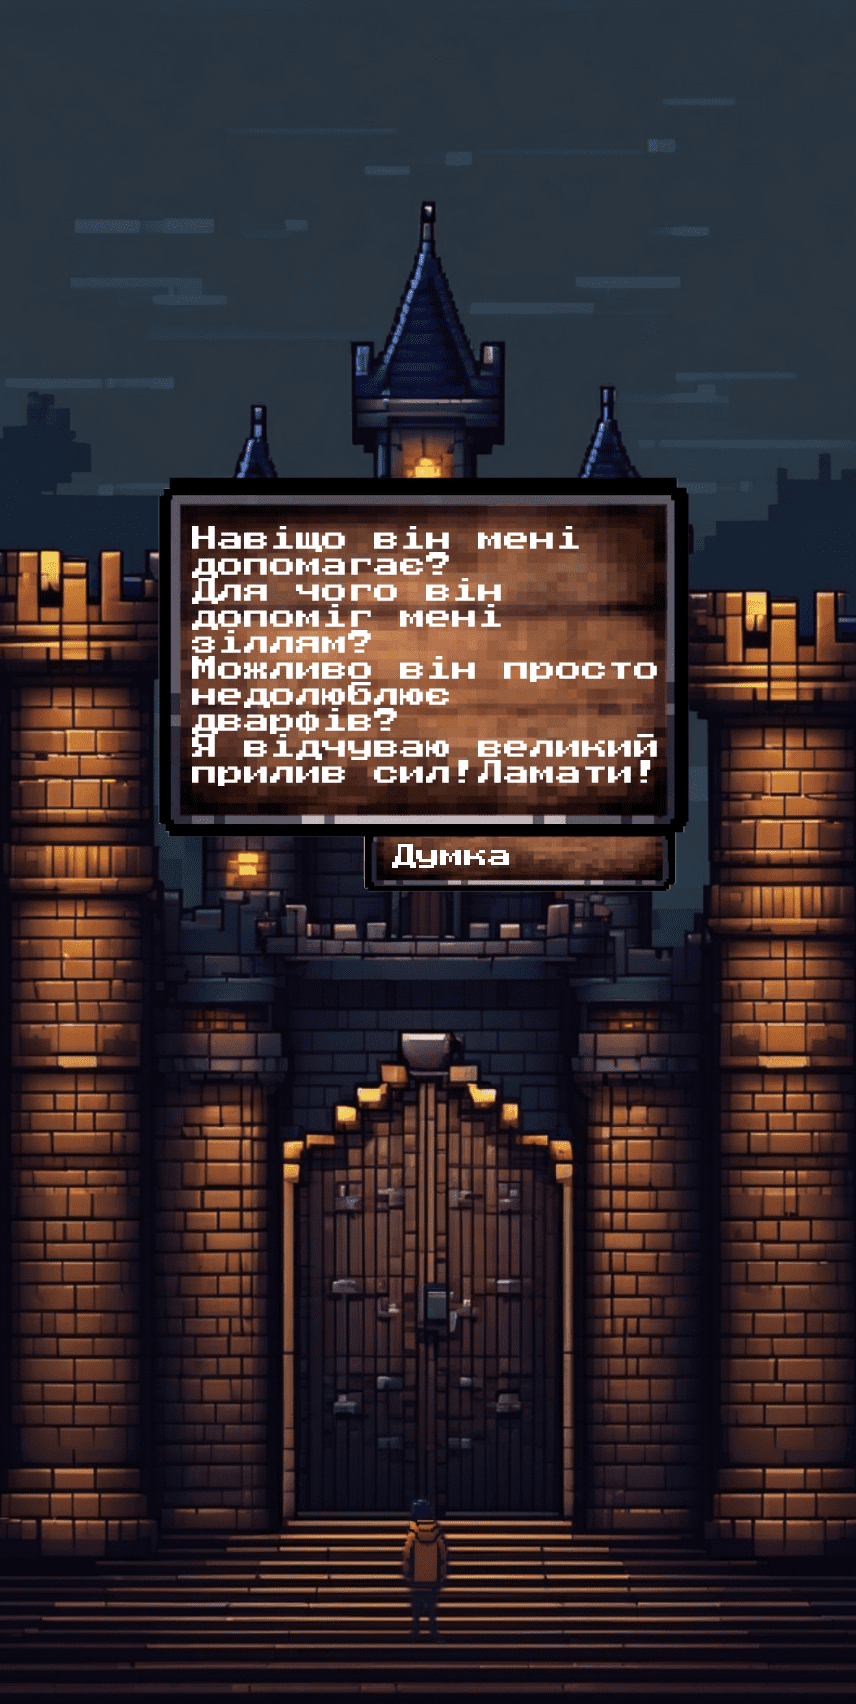 Навіщо він мені
допомагає?
Для чого він
допоміг мені
зіллям?
Можливо він просто
недолюблює
дварфів?
Я відчуваю великий
прилив сил!Ламати!
Думка